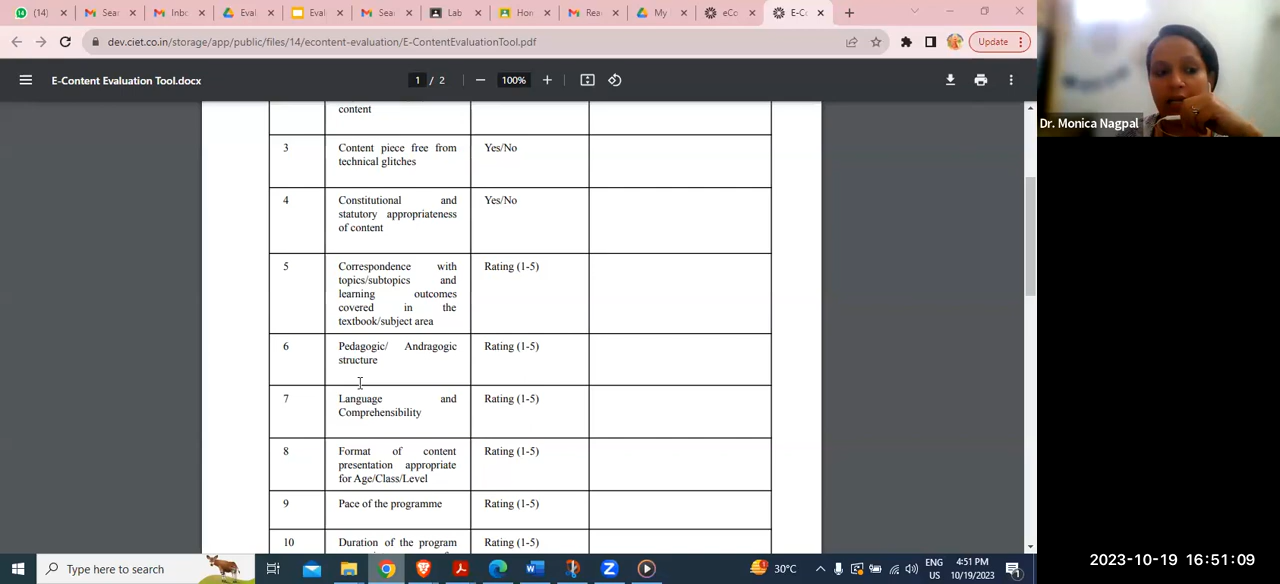 (14)
Sear
Inbo
Eval
Eval
Sear
Lab
Hom
Rea
My
eCo
E-Co
dev.ciet.co.in/storage/app/public/files/14/econtent-evaluation/E-ContentEvaluationTool.pdf
Update
E-Content Evaluation Tool.docx
1 / 2
100%
content
3 Content piece free from Yes/No
technical glitches
4 Constitutional and Yes/No
statutory appropriateness
of content
5 Correspondence with Rating (1-5)
topics/subtopics and
learning outcomes
covered in the
textbook/subject area
6 Pedagogic/ Andragogic Rating (1-5)
structure
7 Language and Rating (1-5)
Comprehensibility
8 Format of content Rating (1-5)
presentation appropriate
for Age/Class/Level
9 Pace of the programme Rating (1-5)
10 Duration of the program Rating (1-5)
Dr. Monica Nagpal
Type here to search
30°C
ENG
US
4:51 PM
10/19/2023
1
2023-10-19 16:51:09